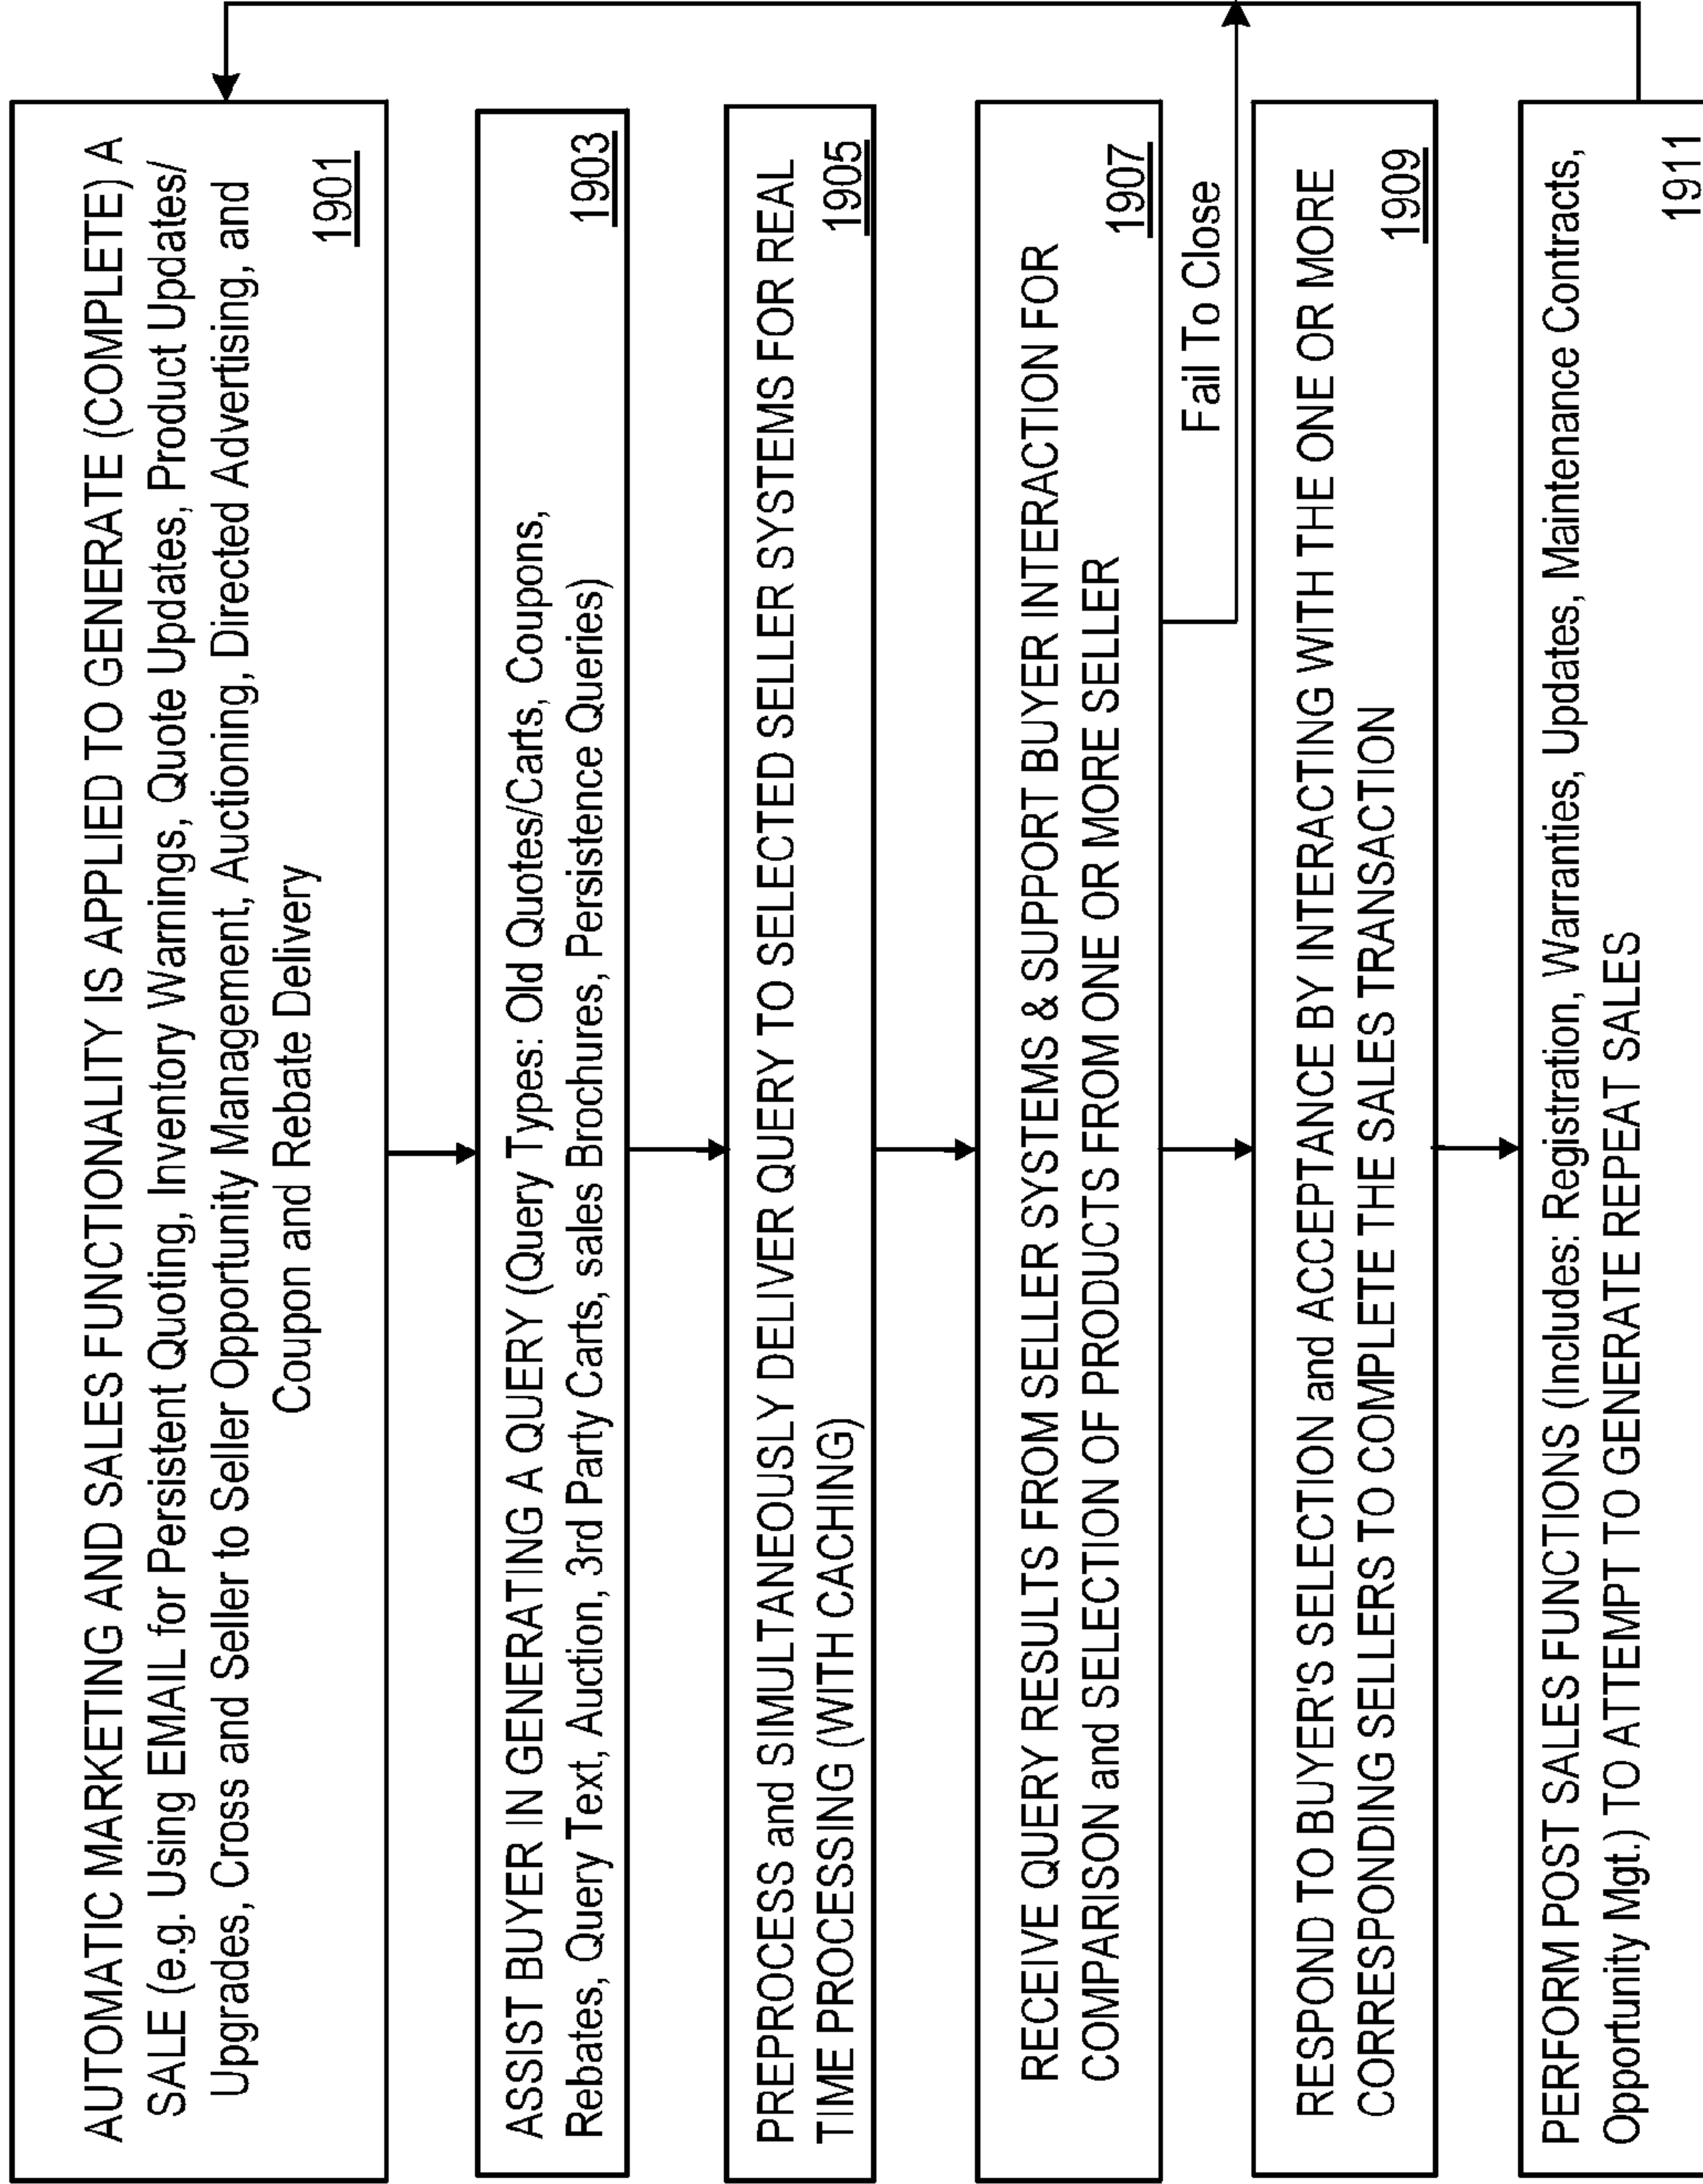 AUTOMATIC MARKETING AND SALES FUNCTIONALITY IS APPLIED TO GENERATE (COMPLETE) A
SALE (e.g. Using EMAIL for Persistent Quoting, Inventory Warnings, Quote Updates, Product Updates/
Upgrades, Cross and Seller to Seller Opportunity Management, Auctioning, Directed Advertising, and
Coupon and Rebate Delivery
1901
ASSIST BUYER IN GENERATING A QUERY (Query Types: Old Quotes/Carts, Coupons,
Rebates, Query Text, Auction, 3rd Party Carts, sales Brochures, Persistence Queries)
1903
PREPROCESS and SIMULTANEOUSLY DELIVER QUERY TO SELECTED SELLER SYSTEMS FOR REAL
TIME PROCESSING (WITH CACHING)
1905
RECEIVE QUERY RESULTS FROM SELLER SYSTEMS & SUPPORT BUYER INTERACTION FOR
COMPARISON and SELECTION OF PRODUCTS FROM ONE OR MORE SELLER
1907
Fail To Close
RESPOND TO BUYER'S SELECTION and ACCEPTANCE BY INTERACTING WITH THE ONE OR MORE
CORRESPONDING SELLERS TO COMPLETE THE SALES TRANSACTION
1909
PERFORM POST SALES FUNCTIONS (Includes: Registration, Warranties, Updates, Maintenance Contracts,
Opportunity Mgt.) TO ATTEMPT TO GENERATE REPEAT SALES
1911